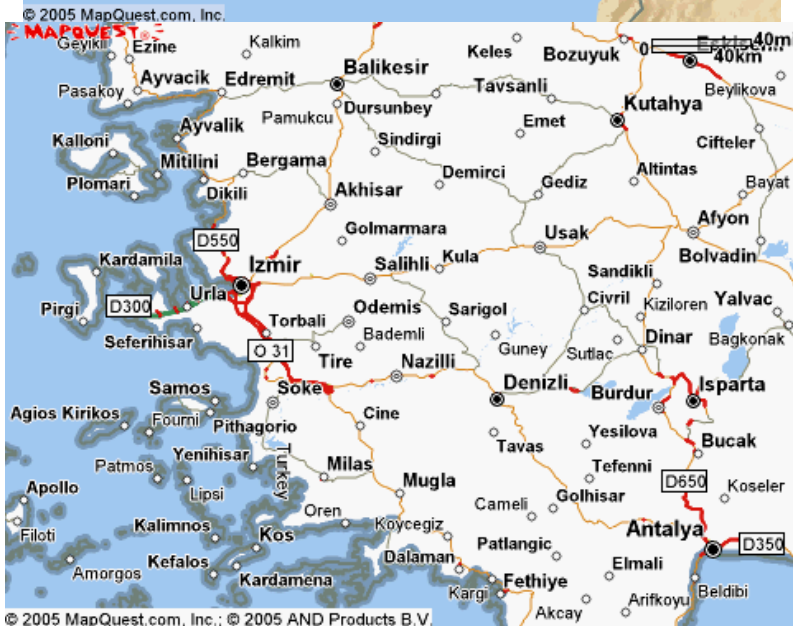 © 2005 MapQuest.com, Inc.
MAPQUEST
0 40mi
40km
Geyikli
Ezine
Kalkim
Keles
Bozuyuk
Balikesir
Ayvacik
Edremit
Tavsanli
Beylikova
Pasakoy
Pamukcu
Dursunbey
Kutahya
Ayvalik
Emet
Cifteler
Kalloni
Sindirgi
Mitilini
Bergama
Demirci
Gediz
Altintas
Plomari
Dikili
Bayat
Akhisar
D550
Golmarmara
Usak
Afyon
Kardamila
Izmir
Salihli
Kula
Bolvadin
Urla
Sandikli
Pirgi
D300
Odemis
Sarigol
Civril
Kiziloren
Yalvac
Torbali
Seferihisar
Bademli
Guney
Sutlac
Dinar
Bagkonak
O 31
Tire
Nazilli
Samos
Soke
Denizli
Burdur
Isparta
Agios Kirikos
Fourni
Pithagorio
Cine
Tavas
Yesilova
Bucak
Yenihisar
Turkey
Patmos
Lipsi
Milas
Mugla
Tefenni
D650
Koseler
Apollo
Oren
Cameli
Golhisar
Filoti
Kalimnos
Kos
Koycegiz
Antalya
D350
Patlangic
Amorgos
Kefalos
Kardamena
Dalaman
Elmali
Kargi
Fethiye
Beldibi
Akcay
Arifkoyu
© 2005 MapQuest.com, Inc.; © 2005 AND Products B.V.